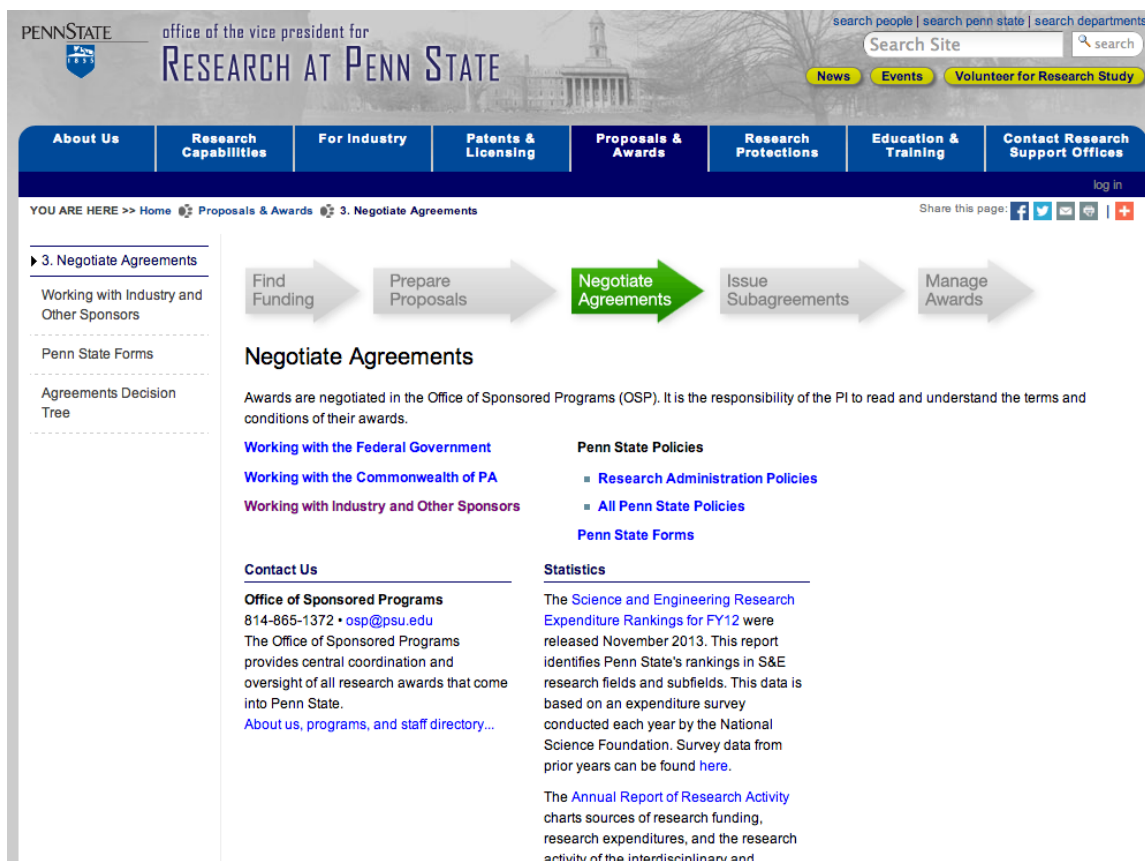 PENNSTATE
1855
office of the vice president for
RESEARCH AT PENN STATE
search people | search penn state | search departments
Search Site
search
News
Events
Volunteer for Research Study
About Us
Research
Capabilities
For Industry
Patents &
Licensing
Proposals &
Awards
Research
Protections
Education &
Training
Contact Research
Support Offices
log in
YOU ARE HERE >> Home Proposals & Awards 3. Negotiate Agreements
Share this page:
3. Negotiate Agreements
Working with Industry and
Other Sponsors
Penn State Forms
Agreements Decision
Tree
Find
Funding
Prepare
Proposals
Negotiate
Agreements
Issue
Subagreements
Manage
Awards
Negotiate Agreements
Awards are negotiated in the Office of Sponsored Programs (OSP). It is the responsibility of the PI to read and understand the terms and
conditions of their awards.
Working with the Federal Government
Working with the Commonwealth of PA
Working with Industry and Other Sponsors
Penn State Policies
Research Administration Policies
All Penn State Policies
Penn State Forms
Contact Us
Office of Sponsored Programs
814-865-1372 • osp@psu.edu
The Office of Sponsored Programs
provides central coordination and
oversight of all research awards that come
into Penn State.
About us, programs, and staff directory...
Statistics
The Science and Engineering Research
Expenditure Rankings for FY12 were
released November 2013. This report
identifies Penn State's rankings in S&E
research fields and subfields. This data is
based on an expenditure survey
conducted each year by the National
Science Foundation. Survey data from
prior years can be found here.
The Annual Report of Research Activity
charts sources of research funding,
research expenditures, and the research
activity of the interdisciplinary and